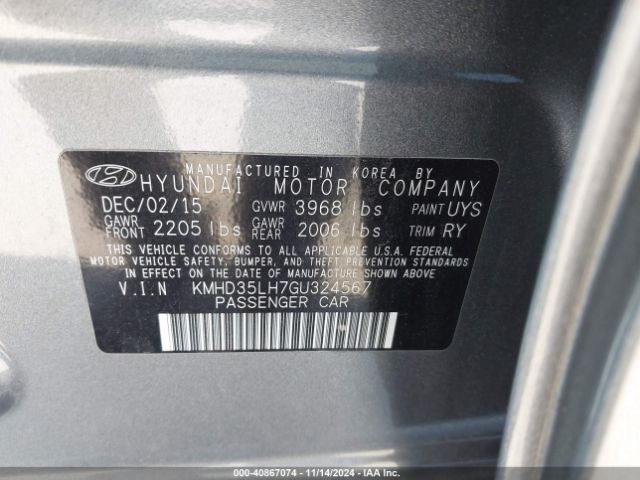 MANUFACTURED IN KOREA BY
HYUNDAI MOTOR COMPANY
DEC/02/15 GVWR 3968 lbs PAINT UYS
GAWR FRONT 2205 lbs GAWR REAR 2006 lbs TRIM RY
THIS VEHICLE CONFORMS TO ALL APPLICABLE U.S.A. FEDERAL
MOTOR VEHICLE SAFETY, BUMPER, AND THEFT PREVENTION STANDARDS
IN EFFECT ON THE DATE OF MANUFACTURE SHOWN ABOVE
V.I.N KMHD35LH7GU324567
PASSENGER CAR
000-40867074 | 11/14/2024 | IAA Inc.